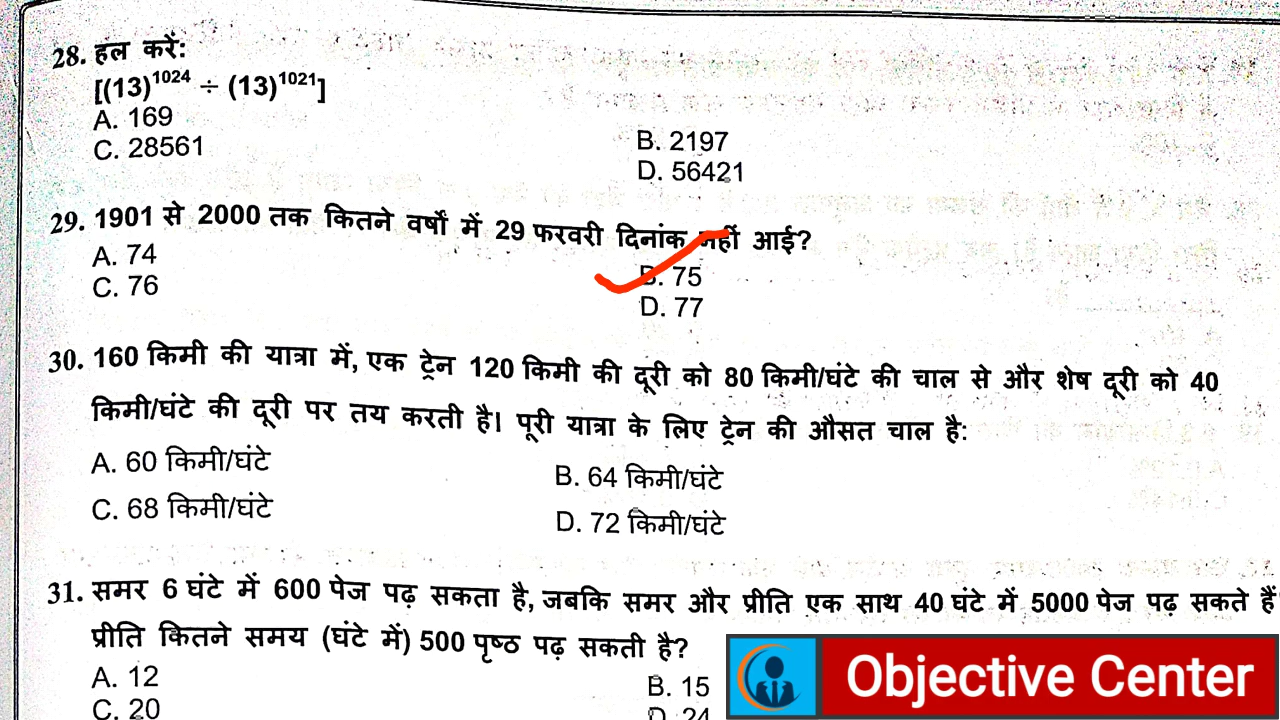 28. हल करें:
[(13)^1024 ÷ (13)^1021]
A. 169
B. 2197
C. 28561
D. 56421
29. 1901 से 2000 तक कितने वर्षों में 29 फरवरी दिनांक नहीं आई?
A. 74
B. 75
C. 76
D. 77
30. 160 किमी की यात्रा में, एक ट्रेन 120 किमी की दूरी को 80 किमी/घंटे की चाल से और शेष दूरी को 40
किमी/घंटे की दूरी पर तय करती है। पूरी यात्रा के लिए ट्रेन की औसत चाल है:
A. 60 किमी/घंटे
B. 64 किमी/घंटे
C. 68 किमी/घंटे
D. 72 किमी/घंटे
31. समर 6 घंटे में 600 पेज पढ़ सकता है, जबकि समर और प्रीति एक साथ 40 घंटे में 5000 पेज पढ़ सकते हैं
प्रीति कितने समय (घंटे में) 500 पृष्ठ पढ़ सकती है?
A. 12
B. 15
C. 20
D. 24
Objective Center